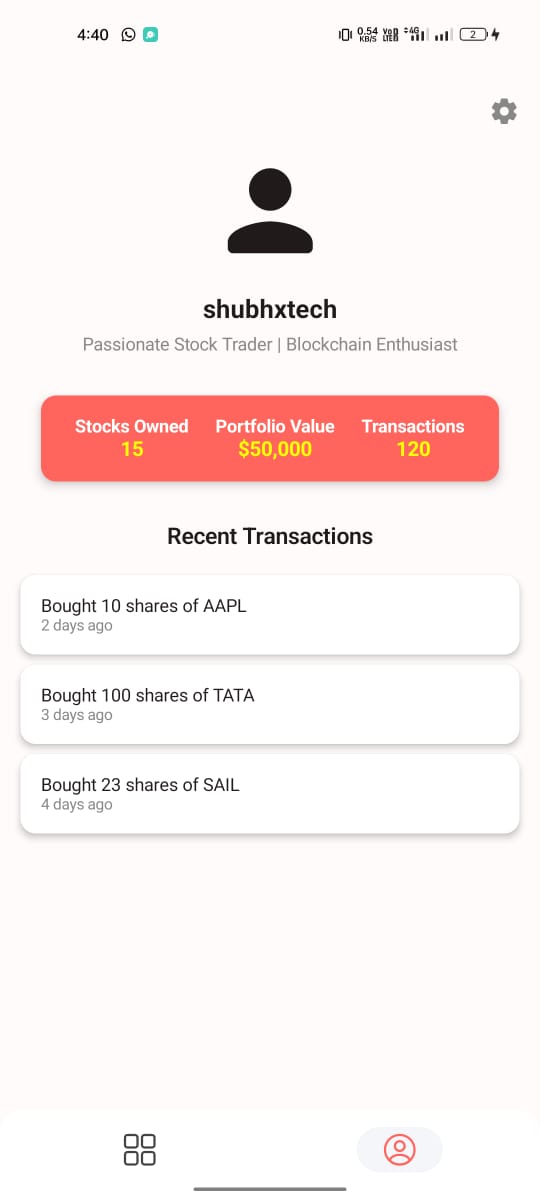 4:40 0.54 KB/S Vo LTE 4G 2
shubhxtech
Passionate Stock Trader | Blockchain Enthusiast
Stocks Owned Portfolio Value Transactions
15 $50,000 120
Recent Transactions
Bought 10 shares of AAPL
2 days ago
Bought 100 shares of TATA
3 days ago
Bought 23 shares of SAIL
4 days ago